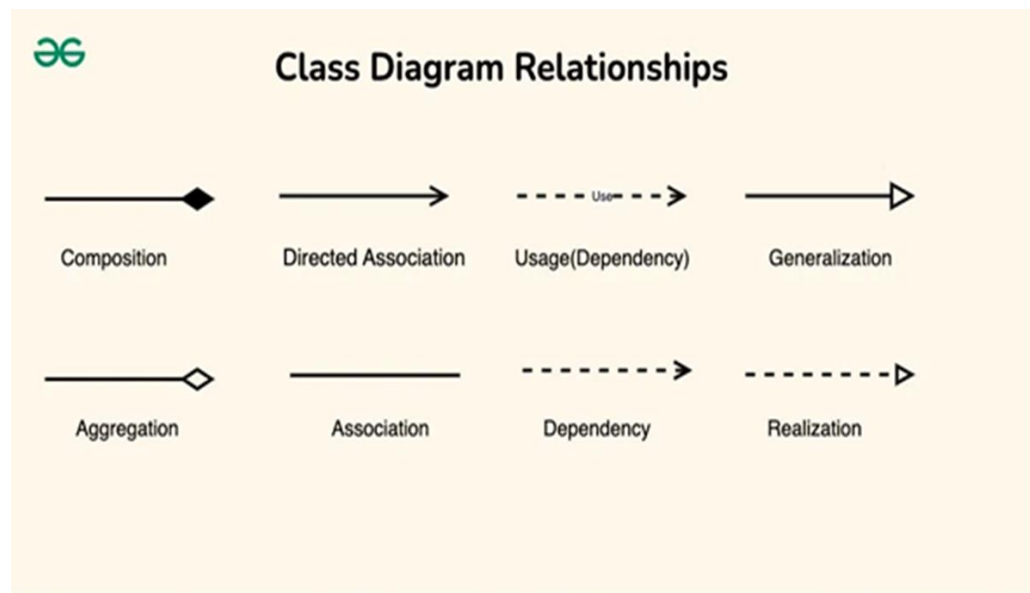 Class Diagram Relationships
Use
Composition
Directed Association
Usage(Dependency)
Generalization
Aggregation
Association
Dependency
Realization